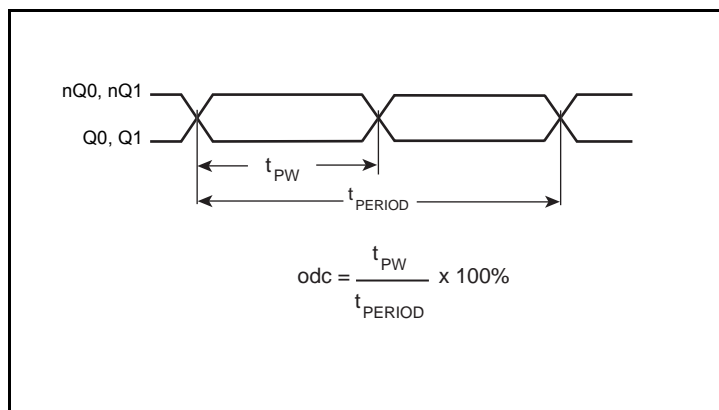 nQ0, nQ1
Q0, Q1
tPW
tPERIOD
odc = tPW / tPERIOD x 100%